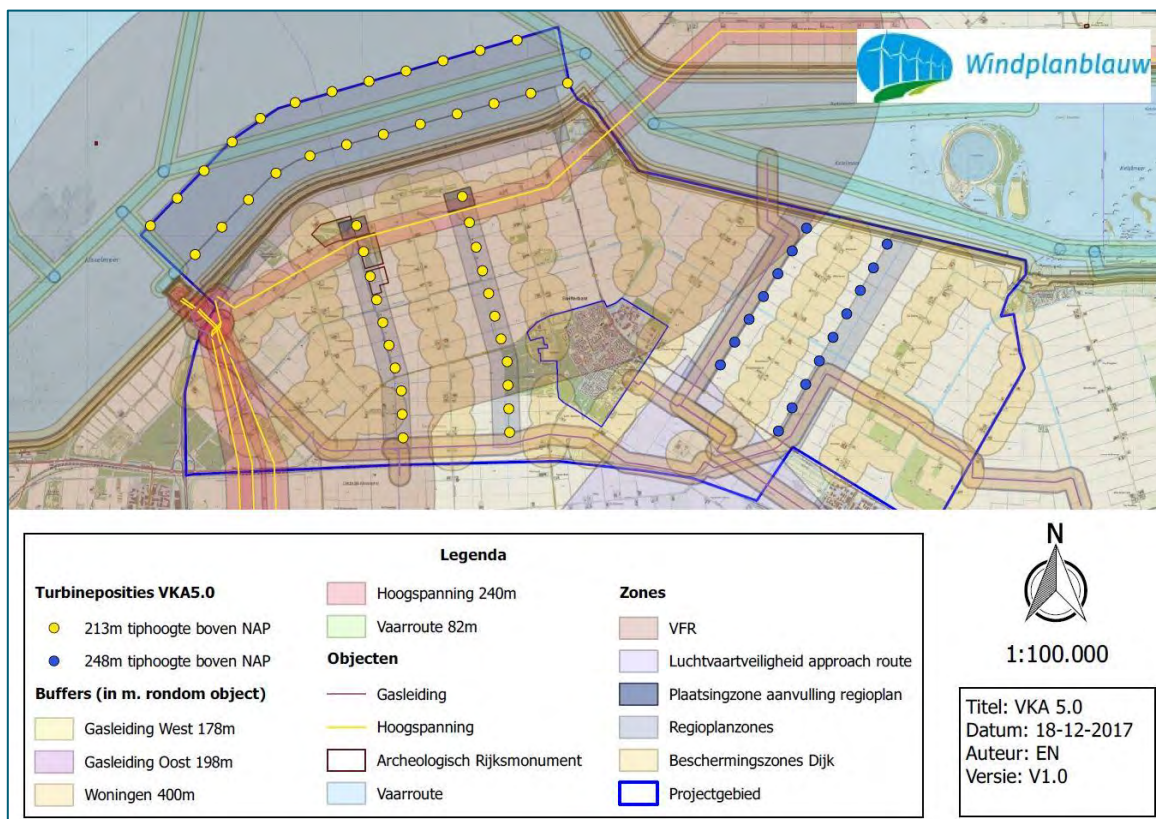 Windplanblauw
Legenda
Turbineposities VKA5.0
213m tiphoogte boven NAP
248m tiphoogte boven NAP
Buffers (in m. rondom object)
Gasleiding West 178m
Gasleiding Oost 198m
Woningen 400m
Hoogspanning 240m
Vaarroute 82m
Objecten
Gasleiding
Hoogspanning
Archeologisch Rijksmonument
Vaarroute
Zones
VFR
Luchtvaartveiligheid approach route
Plaatsingzone aanvulling regioplan
Regioplanzones
Beschermingszones Dijk
Projectgebied
N
1:100.000
Titel: VKA 5.0
Datum: 18-12-2017
Auteur: EN
Versie: V1.0